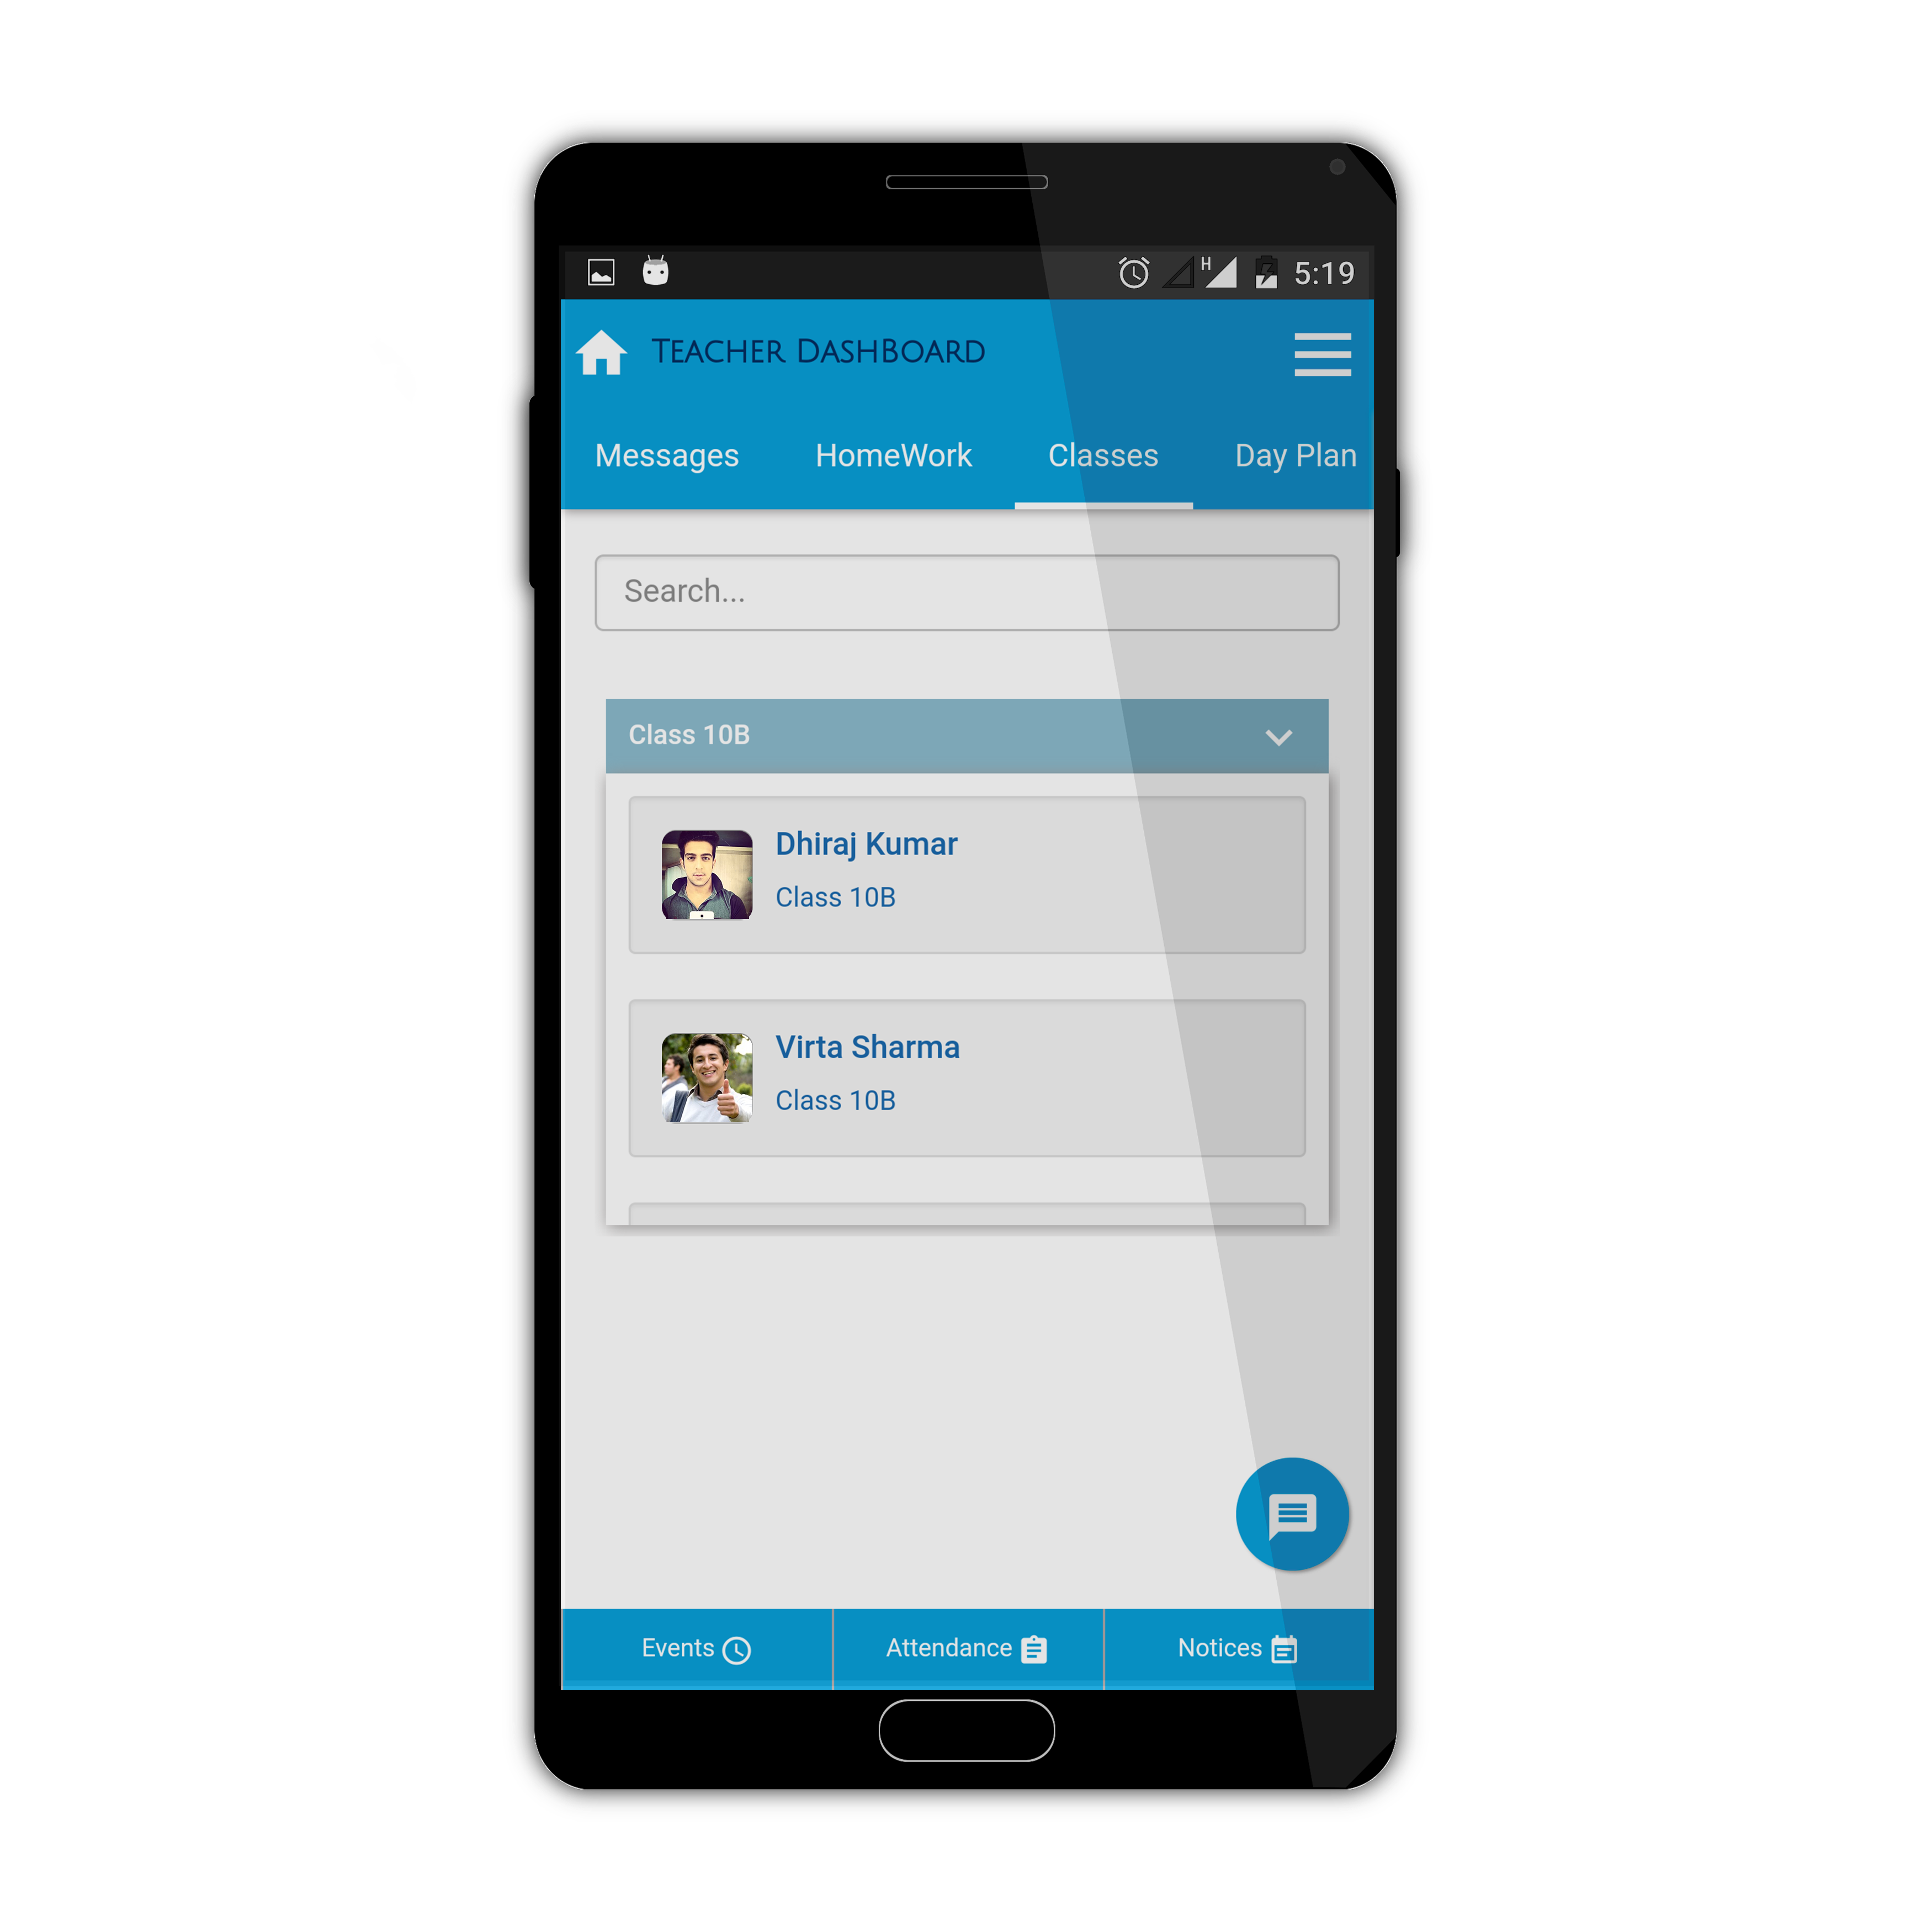 H 5:19
TEACHER DASHBOARD
Messages HomeWork Classes Day Plan
Search...
Class 10B
Dhiraj Kumar
Class 10B
Virta Sharma
Class 10B
Events Attendance Notices